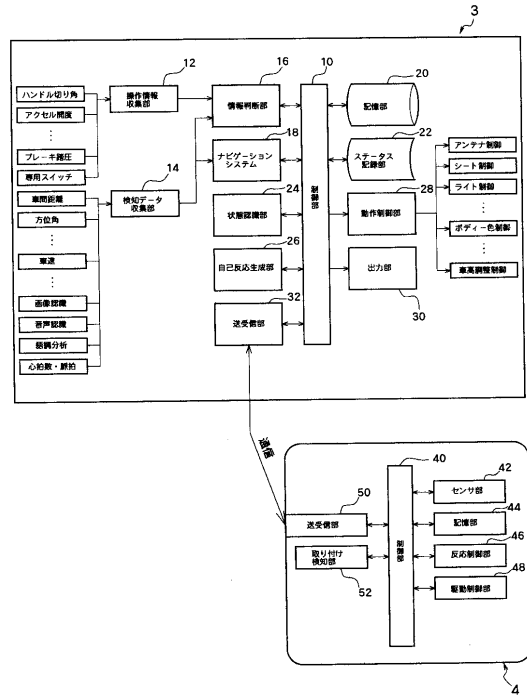 3
12
16
10
20
ハンドル切り角
アクセル開度
ブレーキ踏圧
専用スイッチ
操作情報
収集部
情報判断部
記憶部
14
18
22
車間距離
方位角
車速
検知データ
収集部
ナビゲーション
システム
ステータス
記録部
アンテナ制御
シート制御
ライト制御
ボディー色制御
車高調整制御
24
28
状態認識部
制御部
動作制御部
26
画像認識
音声認識
語調分析
心拍数・脈拍
自己反応生成部
出力部
32
30
送受信部
通信
40
42
センサ部
50
44
送受信部
制御部
記憶部
46
取り付け
検知部
反応制御部
52
48
駆動制御部
4